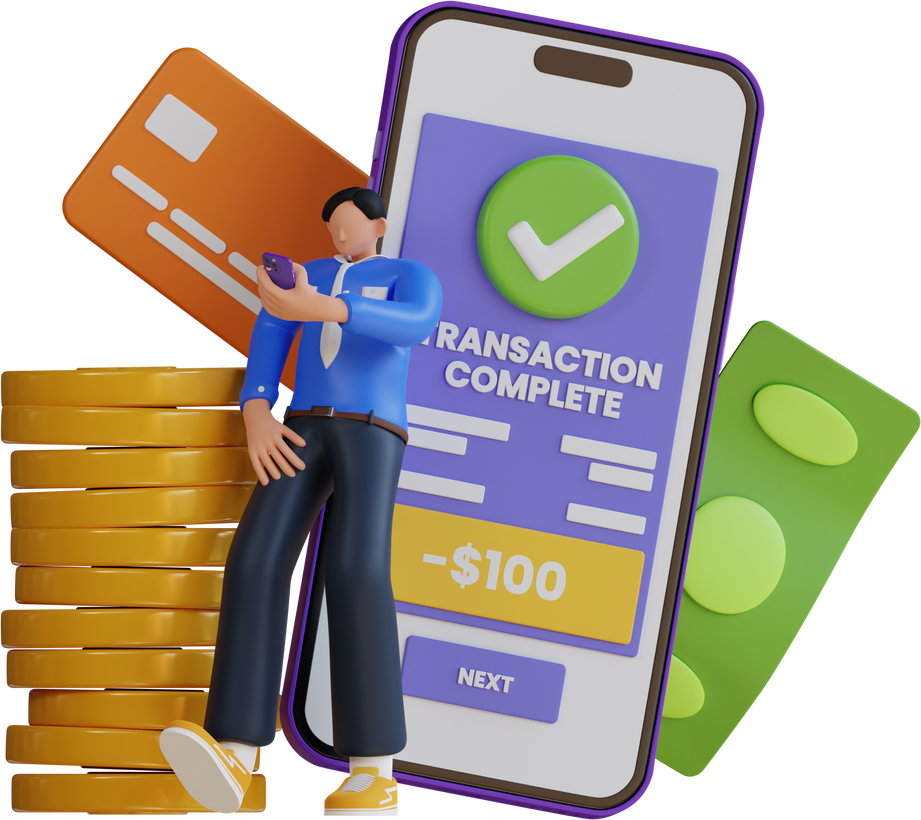 TRANSACTION
COMPLETE
-$100
NEXT